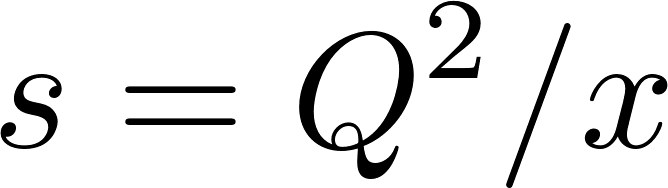 s = Q²/x